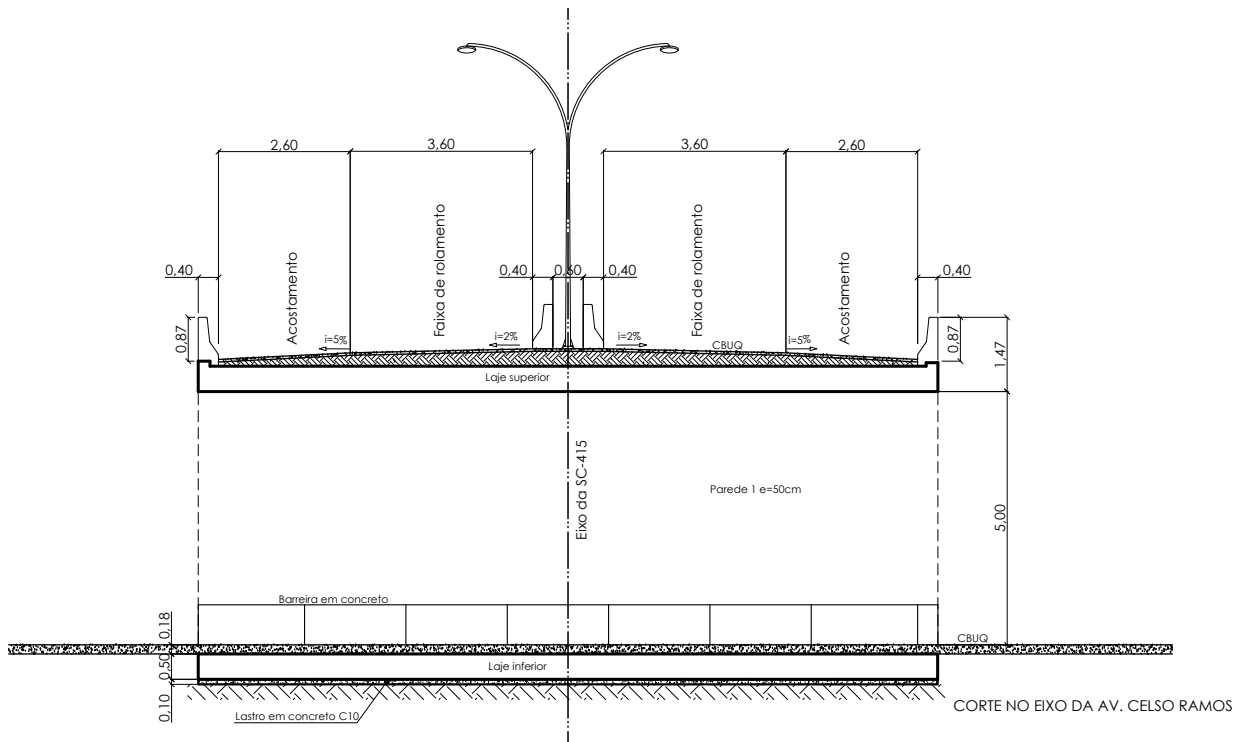 2,60
3,60
3,60
2,60
Acostamento
Faixa de rolamento
Faixa de rolamento
Acostamento
0,40
0,40
0,60
0,40
0,40
0,87
i=5%
i=2%
i=2%
CBUQ
i=5%
0,87
1,47
Laje superior
Eixo da SC-415
Parede 1 e=50cm
5,00
Barreira em concreto
0,18
CBUQ
0,50
Laje inferior
0,10
Lastro em concreto C10
CORTE NO EIXO DA AV. CELSO RAMOS